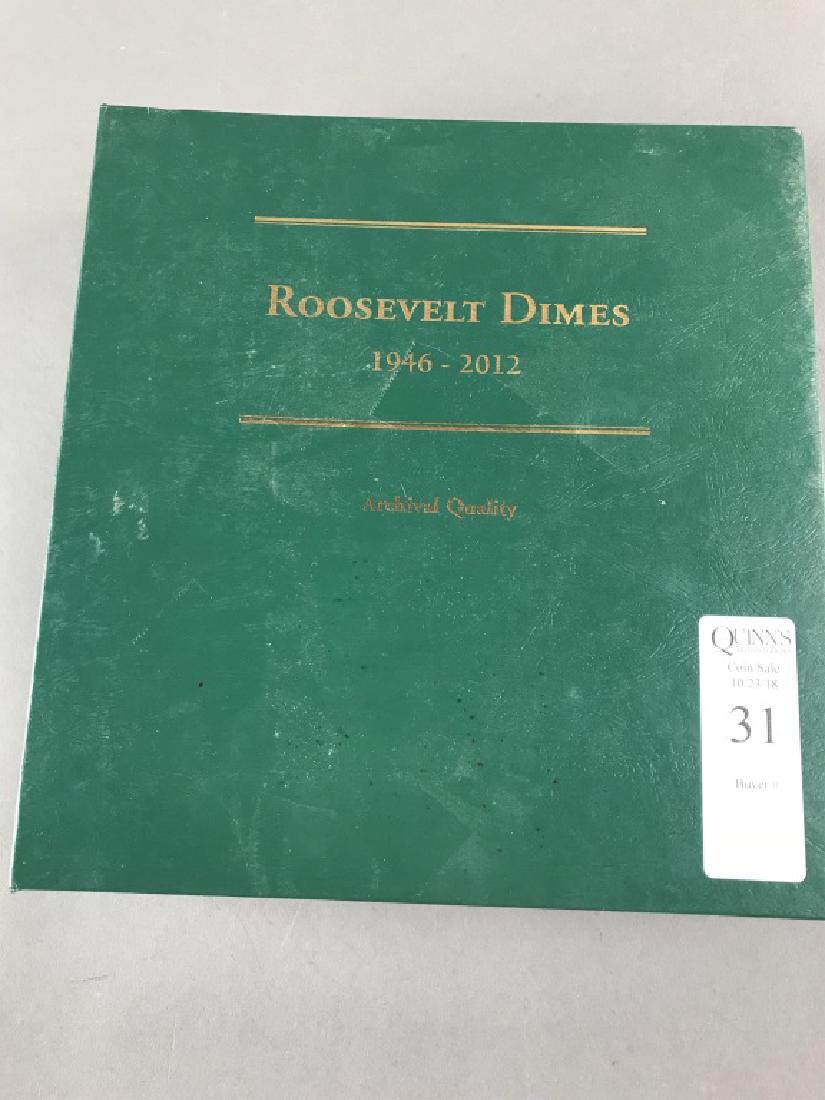 ROOSEVELT DIMES
1946 - 2012
Archival Quality
QUINN'S
Coin Sale
10/23/18
31
Buyer #